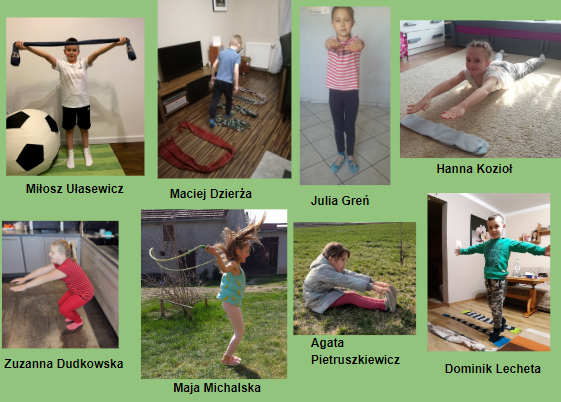 Miłosz Ułasewicz
Maciej Dzierża
Julia Greń
Hanna Kozioł
Zuzanna Dudkowska
Maja Michalska
Agata
Pietruszkiewicz
Dominik Lecheta